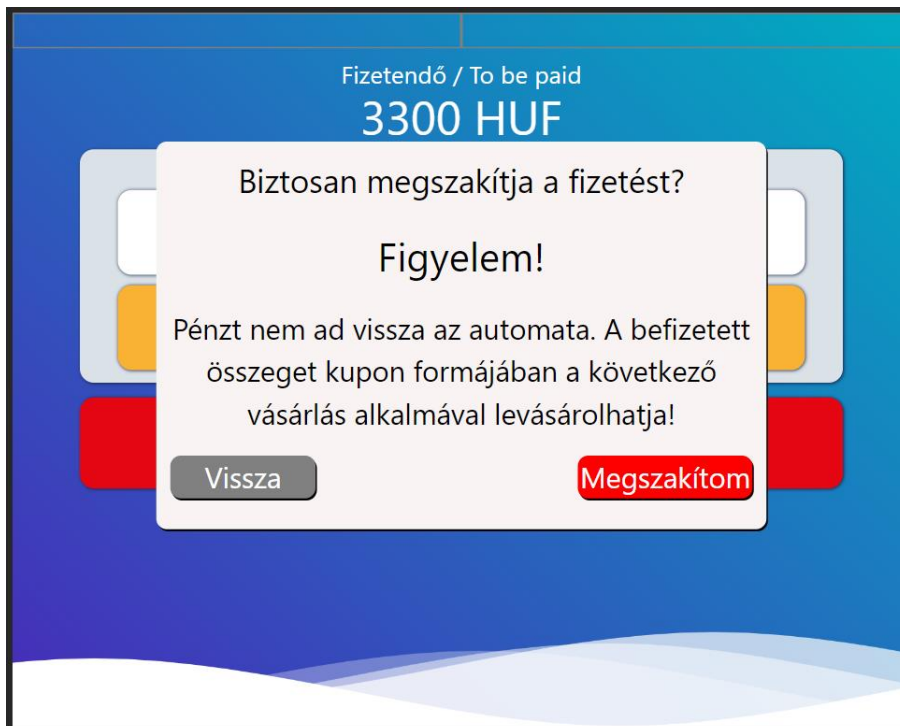 Fizetendő / To be paid
3300 HUF
Biztosan megszakítja a fizetést?
Figyelem!
Pénzt nem ad vissza az automata. A befizetett
összeget kupon formájában a következő
vásárlás alkalmával levásárolhatja!
Vissza
Megszakítom